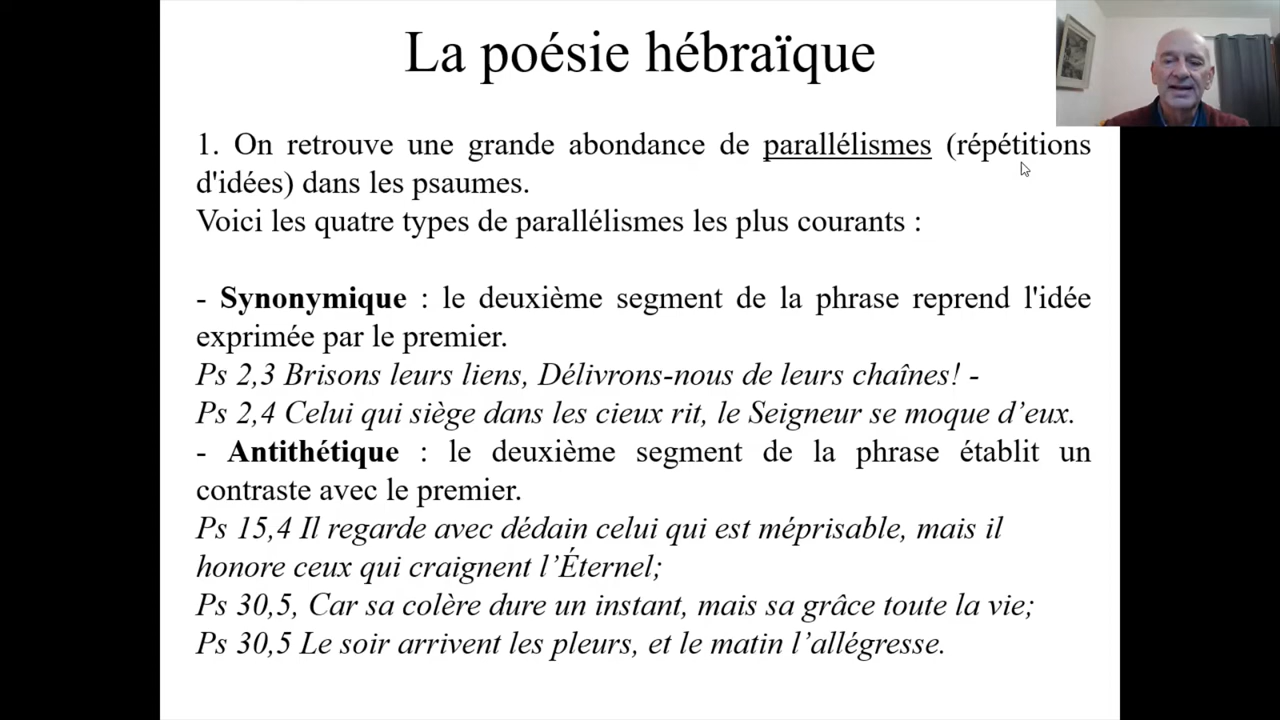 La poésie hébraïque
1. On retrouve une grande abondance de parallélismes (répétitions
d'idées) dans les psaumes.
Voici les quatre types de parallélismes les plus courants :
- Synonymique : le deuxième segment de la phrase reprend l'idée
exprimée par le premier.
Ps 2,3 Brisons leurs liens, Délivrons-nous de leurs chaînes! -
Ps 2,4 Celui qui siège dans les cieux rit, le Seigneur se moque d’eux.
- Antithétique : le deuxième segment de la phrase établit un
contraste avec le premier.
Ps 15,4 Il regarde avec dédain celui qui est méprisable, mais il
honore ceux qui craignent l’Éternel;
Ps 30,5, Car sa colère dure un instant, mais sa grâce toute la vie;
Ps 30,5 Le soir arrivent les pleurs, et le matin l’allégresse.